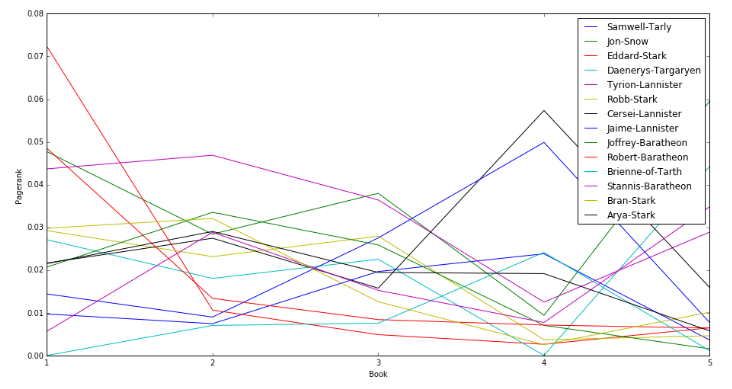 0.08
0.07
0.06
0.05
0.04
0.03
0.02
0.01
0.00
Pagerank
1 2 3 4 5
Book
Samwell-Tarly
Jon-Snow
Eddard-Stark
Daenerys-Targaryen
Tyrion-Lannister
Robb-Stark
Cersei-Lannister
Jaime-Lannister
Joffrey-Baratheon
Robert-Baratheon
Brienne-of-Tarth
Stannis-Baratheon
Bran-Stark
Arya-Stark